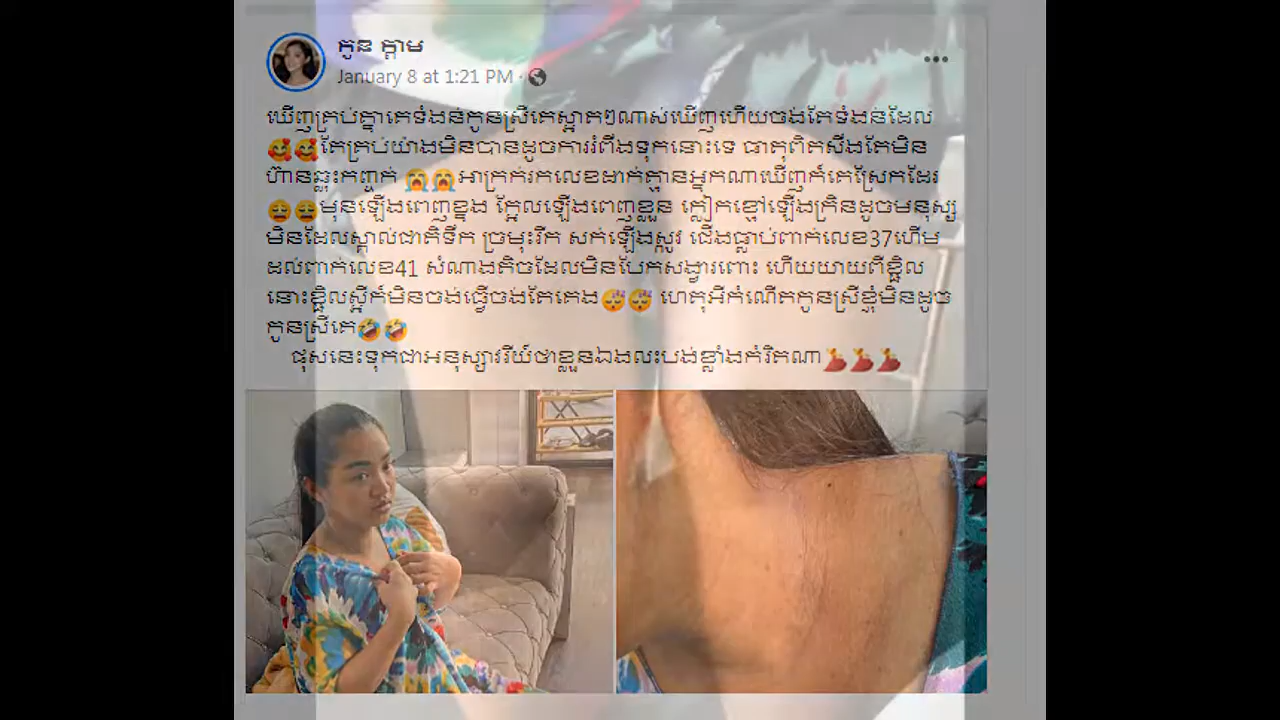 កូន ក្តាម
January 8 at 1:21 PM ·
ឃើញគ្រប់គ្នាគេទំងន់កូនស្រីគេស្អាតៗណាស់ឃើញហើយចង់តែទំងន់ដែល
🥰🥰តែគ្រប់យ៉ាងមិនបានដូចការរំពឹងទុកនោះទេ ធាតុពិតសឹងតែមិន
ហ៊ានឆ្លុះកញ្ចក់ 😭😭អាក្រក់រកលេខដាក់គ្មានអ្នកណាឃើញក៏គេស្រែកដែរ
😩😩មុនឡើងពេញខ្នង ក្អែលឡើងពេញខ្លួន ក្លៀកខ្មៅឡើងគ្រិនដូចមនុស្ស
មិនដែលស្គាល់ជាតិទឹក ច្រមុះរីក សក់ឡើងស្កូវ ជើងធ្លាប់ពាក់លេខ37ហើម
ដល់ពាក់លេខ41 សំណាងតិចដែលមិនបែកសង្វារពោះ ហើយយាយពីខ្ជិល
នោះខ្ជិលស្អីក៏មិនចង់ធ្វើចង់តែគេង😴😴 ហេតុអីកំណើតកូនស្រីខ្ញុំមិនដូច
កូនស្រីគេ🤣🤣
ផុសនេះទុកជាអនុស្សាវរីយ៍ថាខ្លួនឯងលះបង់ខ្លាំងកំរិតណា💃💃💃